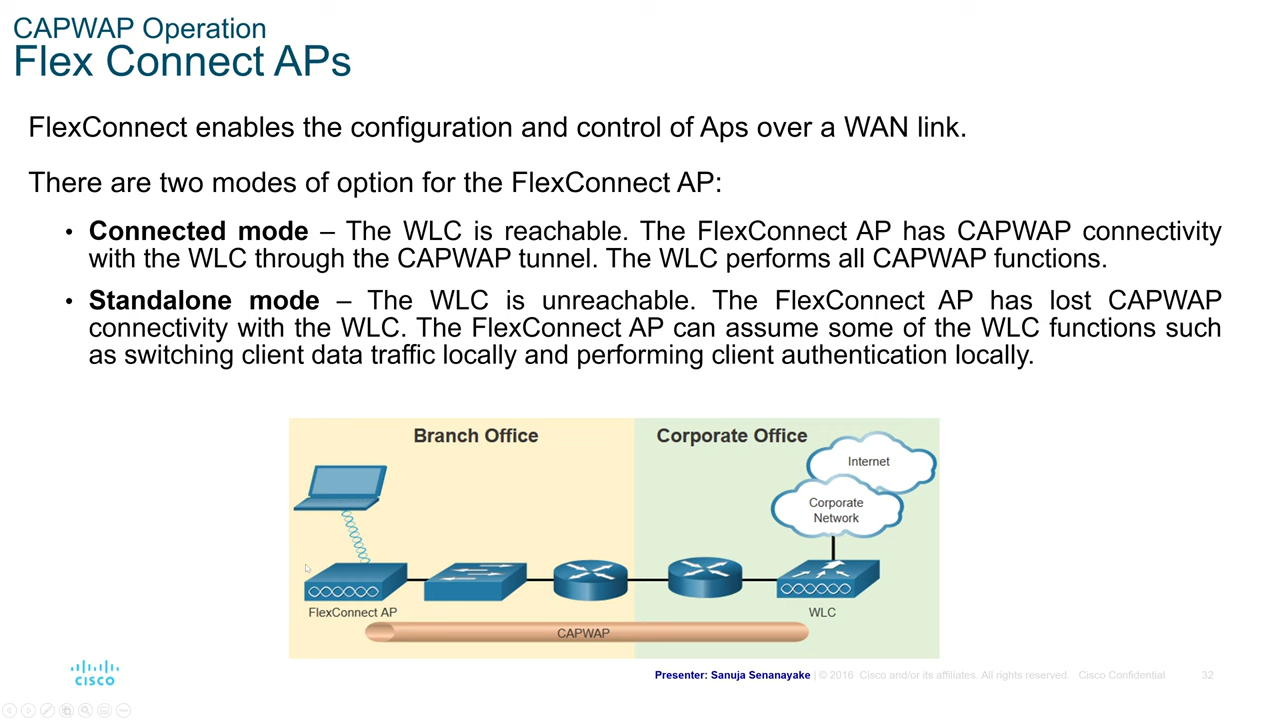 CAPWAP Operation
Flex Connect APs
FlexConnect enables the configuration and control of Aps over a WAN link.
There are two modes of option for the FlexConnect AP:
• Connected mode – The WLC is reachable. The FlexConnect AP has CAPWAP connectivity
with the WLC through the CAPWAP tunnel. The WLC performs all CAPWAP functions.
• Standalone mode – The WLC is unreachable. The FlexConnect AP has lost CAPWAP
connectivity with the WLC. The FlexConnect AP can assume some of the WLC functions such
as switching client data traffic locally and performing client authentication locally.
Branch Office
Corporate Office
Internet
Corporate
Network
FlexConnect AP
WLC
CAPWAP
CISCO
Presenter: Sanuja Senanayake | © 2016 Cisco and/or its affiliates. All rights reserved. Cisco Confidential
32